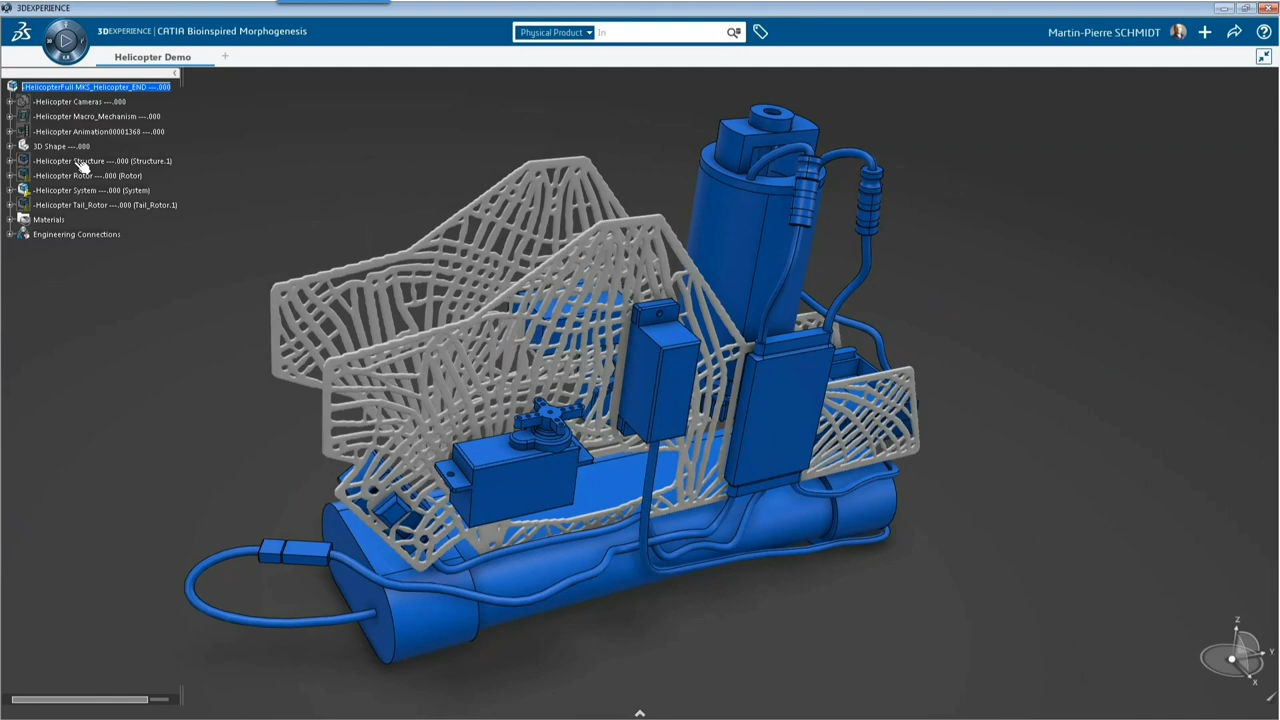 3DEXPERIENCE
3DEXPERIENCE | CATIA Bioinspired Morphogenesis
Physical Product
In
Martin-Pierre SCHMIDT
Helicopter Demo
-HelicopterFull MKS_Helicopter_END ---.000
-Helicopter Cameras ---.000
-Helicopter Macro_Mechanism ---.000
-Helicopter Animation00001368 ---.000
3D Shape ---.000
-Helicopter Structure ---.000 (Structure.1)
-Helicopter Rotor ---.000 (Rotor)
-Helicopter System ---.000 (System)
-Helicopter Tail_Rotor ---.000 (Tail_Rotor.1)
Materials
Engineering Connections
Z
Y
X